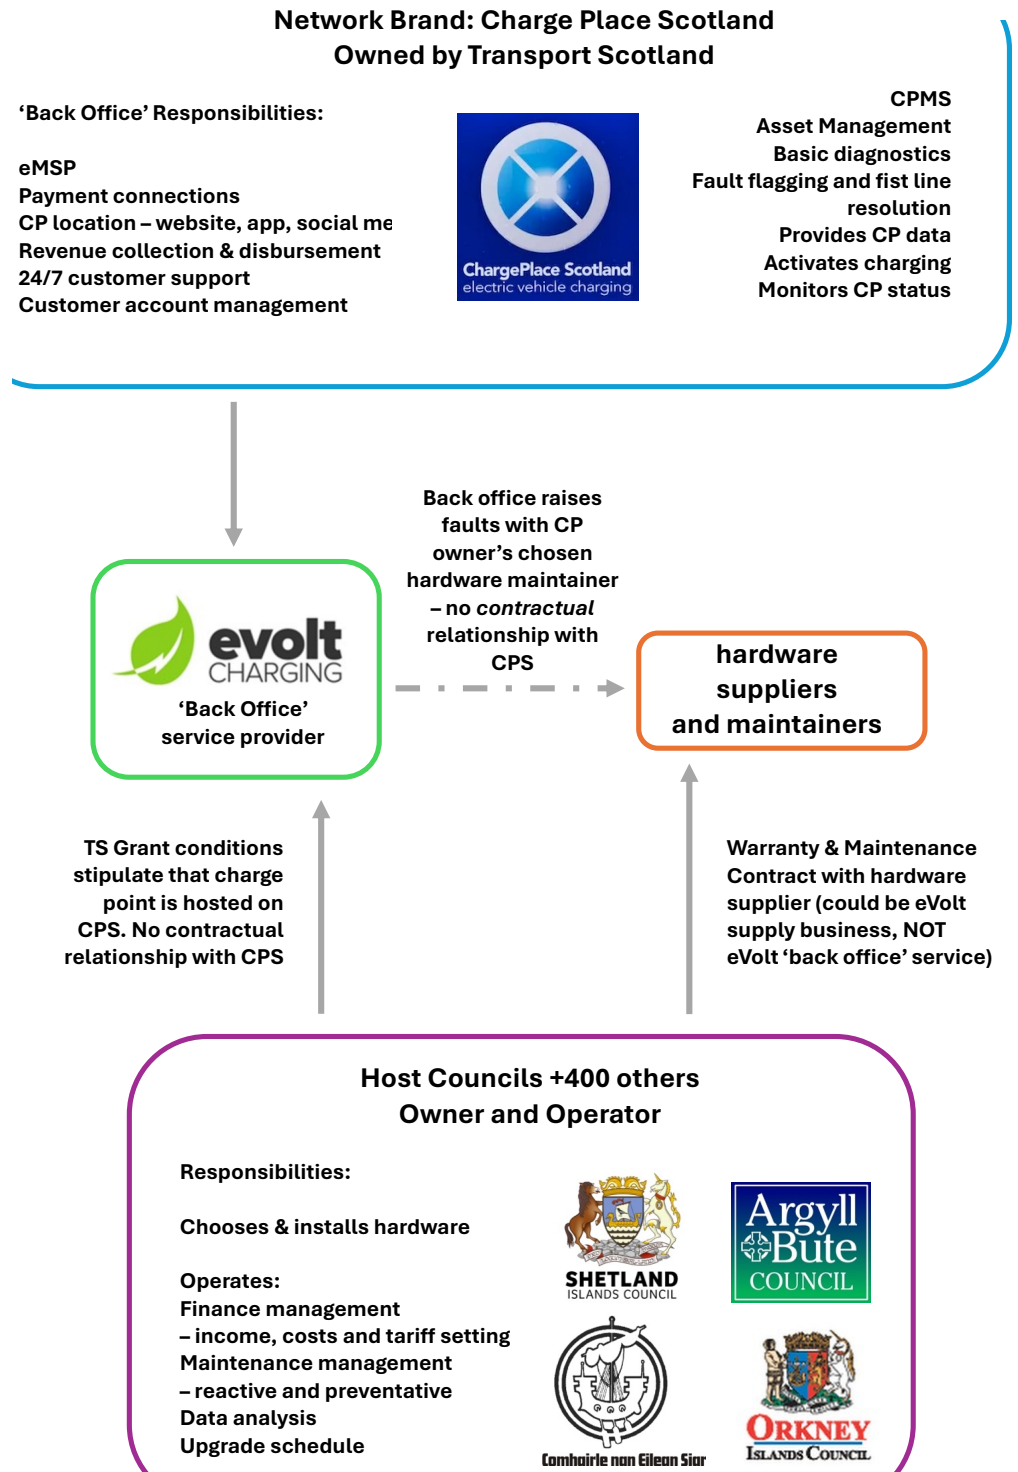 Network Brand: Charge Place Scotland
Owned by Transport Scotland
‘Back Office’ Responsibilities:
eMSP
Payment connections
CP location – website, app, social me
Revenue collection & disbursement
24/7 customer support
Customer account management
ChargePlace Scotland
electric vehicle charging
CPMS
Asset Management
Basic diagnostics
Fault flagging and fist line
resolution
Provides CP data
Activates charging
Monitors CP status
Back office raises
faults with CP
owner’s chosen
hardware maintainer
– no contractual
relationship with
CPS
evolt
CHARGING
‘Back Office’
service provider
hardware
suppliers
and maintainers
TS Grant conditions
stipulate that charge
point is hosted on
CPS. No contractual
relationship with CPS
Warranty & Maintenance
Contract with hardware
supplier (could be eVolt
supply business, NOT
eVolt ‘back office’ service)
Host Councils +400 others
Owner and Operator
Responsibilities:
Chooses & installs hardware
Operates:
Finance management
– income, costs and tariff setting
Maintenance management
– reactive and preventative
Data analysis
Upgrade schedule
SHETLAND
ISLANDS COUNCIL
Argyll
Bute
COUNCIL
Comhairle nan Eilean Siar
ORKNEY
ISLANDS COUNCIL